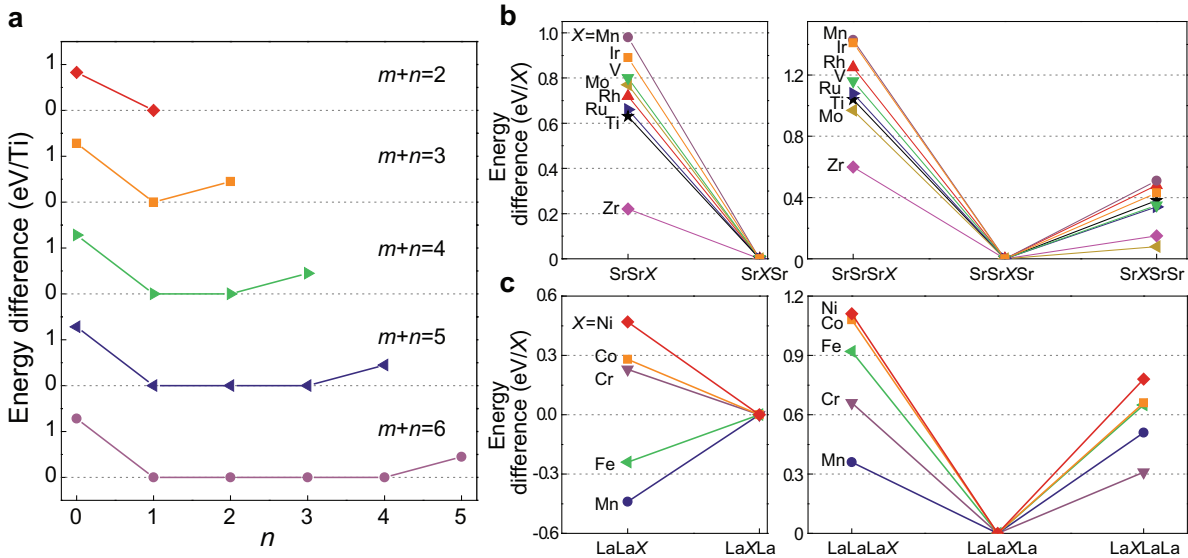 a
Energy difference (eV/Ti)
1
0
m+n=2
1
0
m+n=3
1
0
m+n=4
1
0
m+n=5
1
0
m+n=6
0 1 2 3 4 5
n
b
Energy
difference (eV/X)
1.0
0.8
0.6
0.4
0.2
0
X=Mn
Ir
V
Mo
Rh
Ru
Ti
Zr
SrSrX SrXSr
1.2
0.8
0.4
0
Mn
Ir
Rh
V
Ru
Ti
Mo
Zr
SrSrSrX SrSrXSr SrXSrSr
c
Energy
difference (eV/X)
0.6
0.3
0.0
-0.3
-0.6
X=Ni
Co
Cr
Fe
Mn
LaLaX LaXLa
1.2
0.9
0.6
0.3
0
Ni
Co
Fe
Cr
Mn
LaLaLaX LaLaXLa LaXLaLa